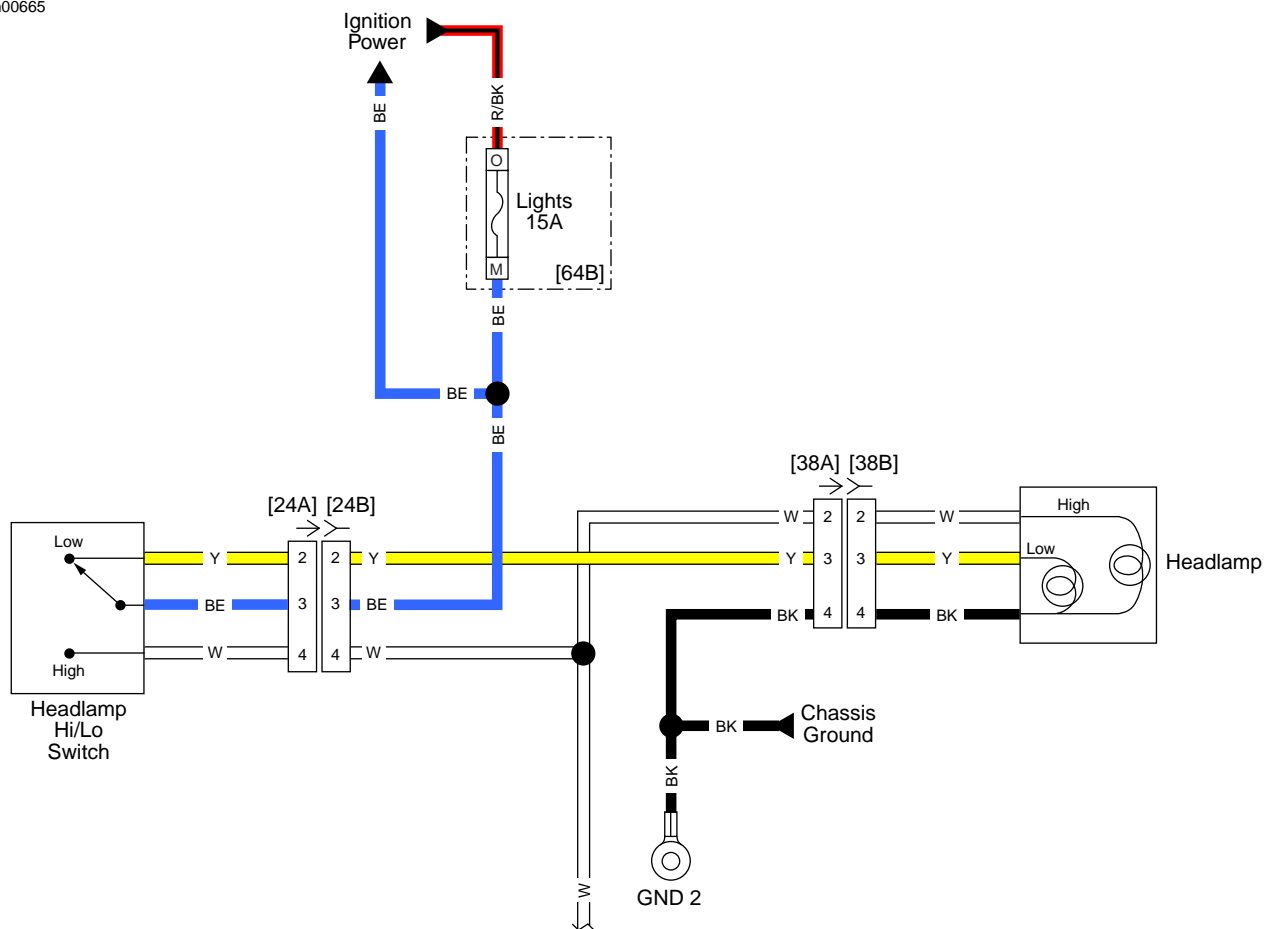 Ignition
Power
BE
R/BK
O
Lights
15A
M
[64B]
BE
BE
BE
[24A] [24B]
[38A] [38B]
Low
Y
2
2
Y
BE
3
3
BE
W
4
4
W
High
Headlamp
Hi/Lo
Switch
W
2
2
W
High
Y
3
3
Y
Low
BK
4
4
BK
Headlamp
BK
Chassis
Ground
BK
GND 2
W